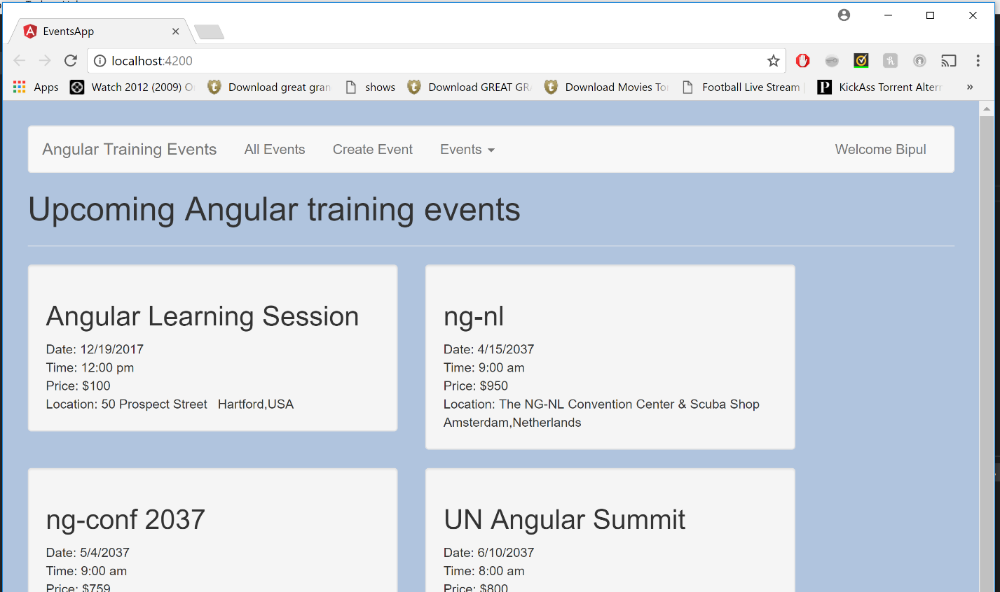 EventsApp
localhost:4200
Apps Watch 2012 (2009) Download great gran shows Download GREAT GR Download Movies To Football Live Stream KickAss Torrent Alter »
Angular Training Events All Events Create Event Events Welcome Bipul
Upcoming Angular training events
Angular Learning Session
Date: 12/19/2017
Time: 12:00 pm
Price: $100
Location: 50 Prospect Street Hartford,USA
ng-nl
Date: 4/15/2037
Time: 9:00 am
Price: $950
Location: The NG-NL Convention Center & Scuba Shop
Amsterdam,Netherlands
ng-conf 2037
Date: 5/4/2037
Time: 9:00 am
Price: $759
UN Angular Summit
Date: 6/10/2037
Time: 8:00 am
Price: $800